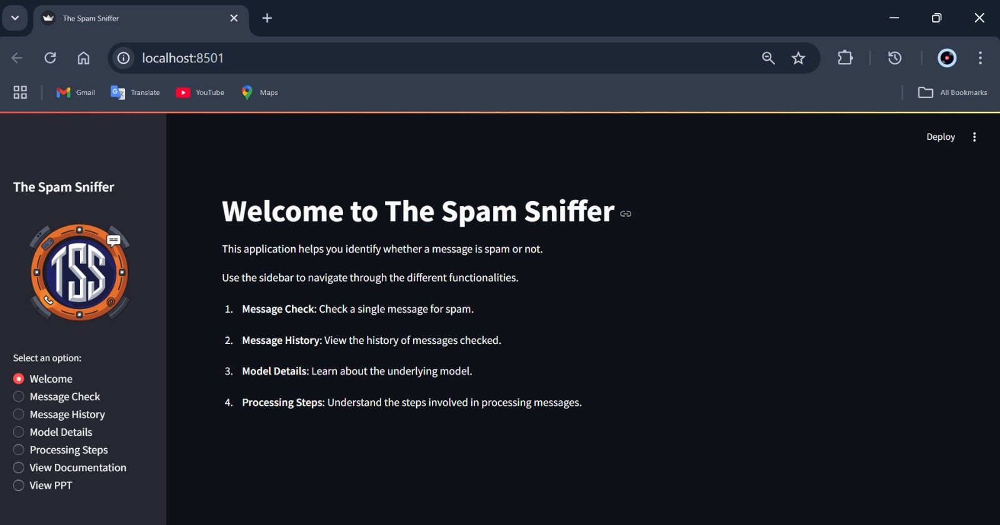 The Spam Sniffer
localhost:8501
Gmail
Translate
YouTube
Maps
All Bookmarks
Deploy
The Spam Sniffer
TSS
@
Select an option:
Welcome
Message Check
Message History
Model Details
Processing Steps
View Documentation
View PPT
Welcome to The Spam Sniffer
This application helps you identify whether a message is spam or not.
Use the sidebar to navigate through the different functionalities.
1. Message Check: Check a single message for spam.
2. Message History: View the history of messages checked.
3. Model Details: Learn about the underlying model.
4. Processing Steps: Understand the steps involved in processing messages.